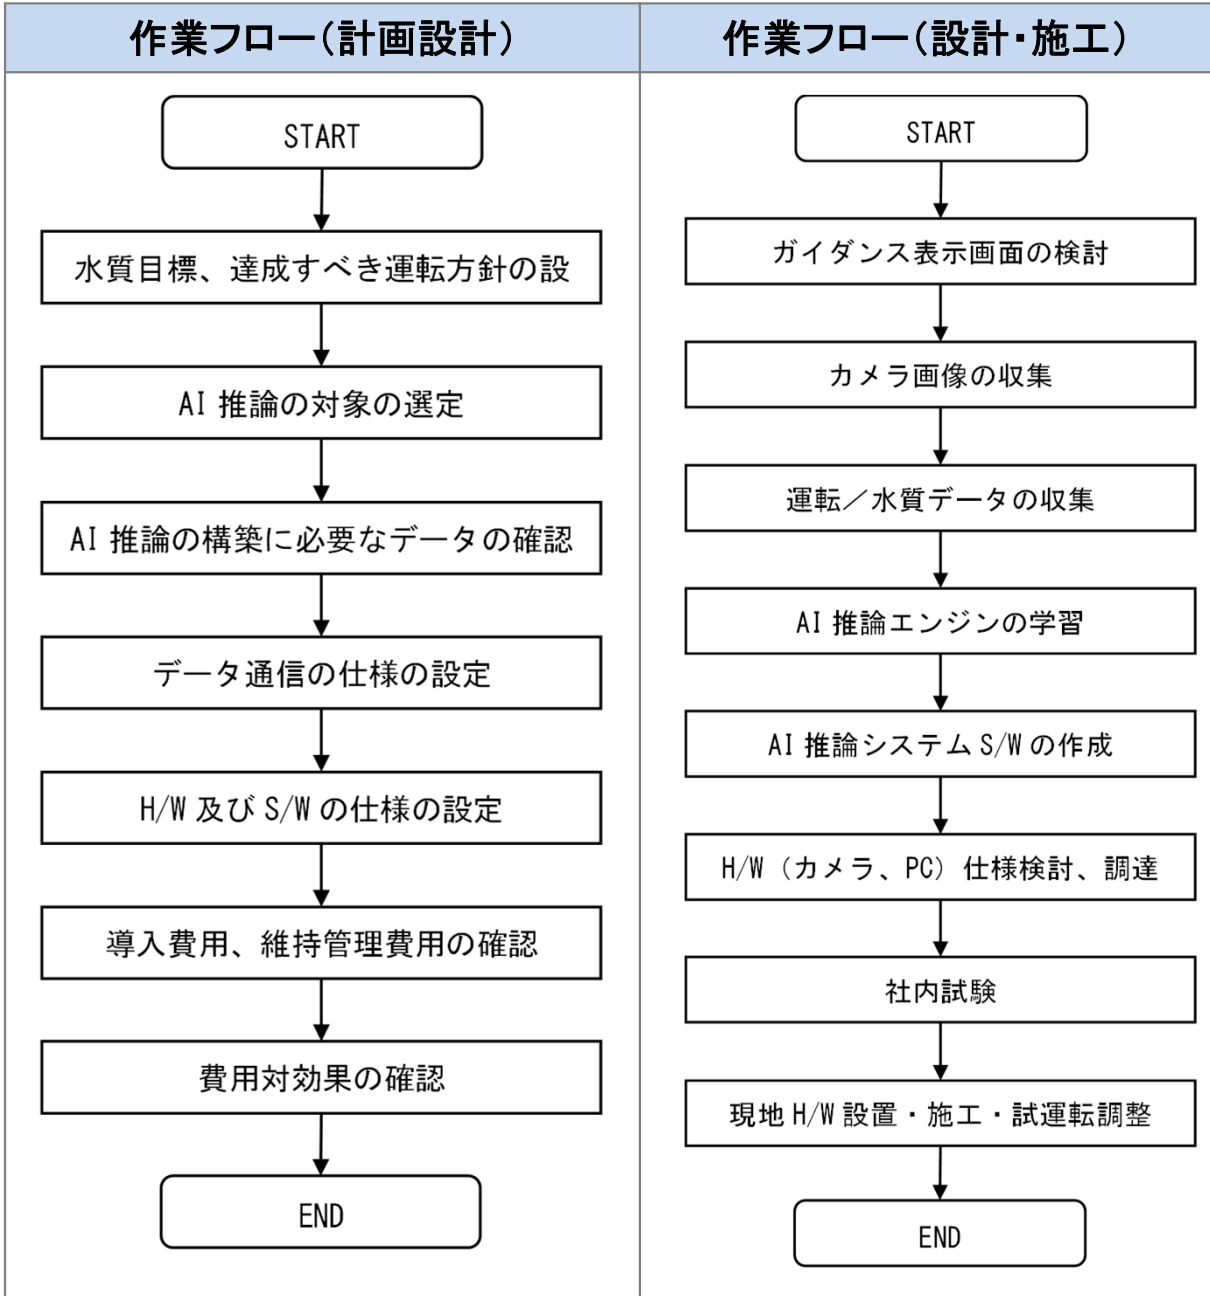 作業フロー（計画設計）
START
水質目標、達成すべき運転方針の設
AI 推論の対象の選定
AI 推論の構築に必要なデータの確認
データ通信の仕様の設定
H/W 及び S/W の仕様の設定
導入費用、維持管理費用の確認
費用対効果の確認
END
作業フロー（設計・施工）
START
ガイダンス表示画面の検討
カメラ画像の収集
運転／水質データの収集
AI 推論エンジンの学習
AI 推論システム S/W の作成
H/W（カメラ、PC）仕様検討、調達
社内試験
現地 H/W 設置・施工・試運転調整
END